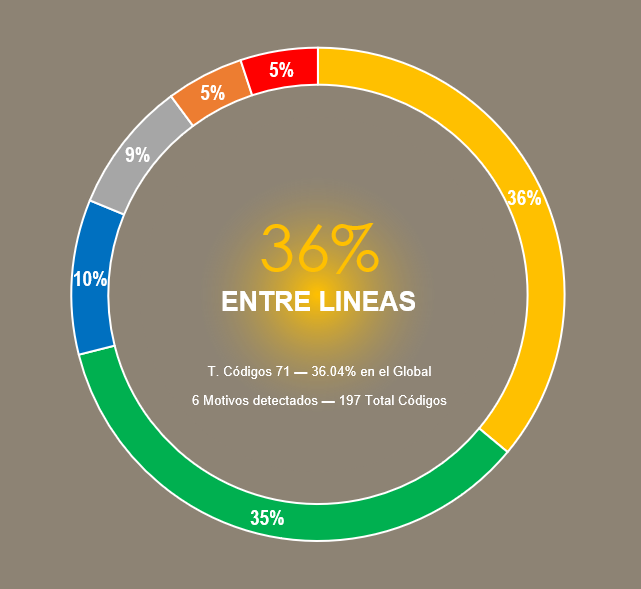 5%
5%
9%
36%
36%
10%
ENTRE LINEAS
T. Códigos 71 — 36.04% en el Global
6 Motivos detectados — 197 Total Códigos
35%